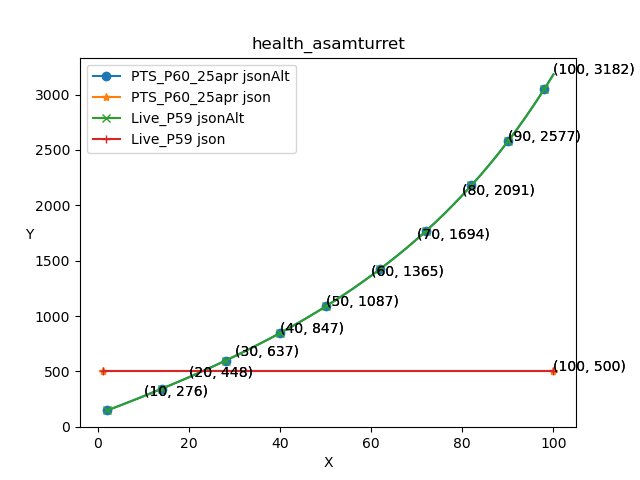 health_asamturret
PTS_P60_25apr jsonAlt
PTS_P60_25apr json
Live_P59 jsonAlt
Live_P59 json
Y
3000
2500
2000
1500
1000
500
0
(100, 3182)
(90, 2577)
(80, 2091)
(70, 1694)
(60, 1365)
(50, 1087)
(40, 847)
(30, 637)
(20, 448)
(10, 276)
(100, 500)
0 20 40 60 80 100
X